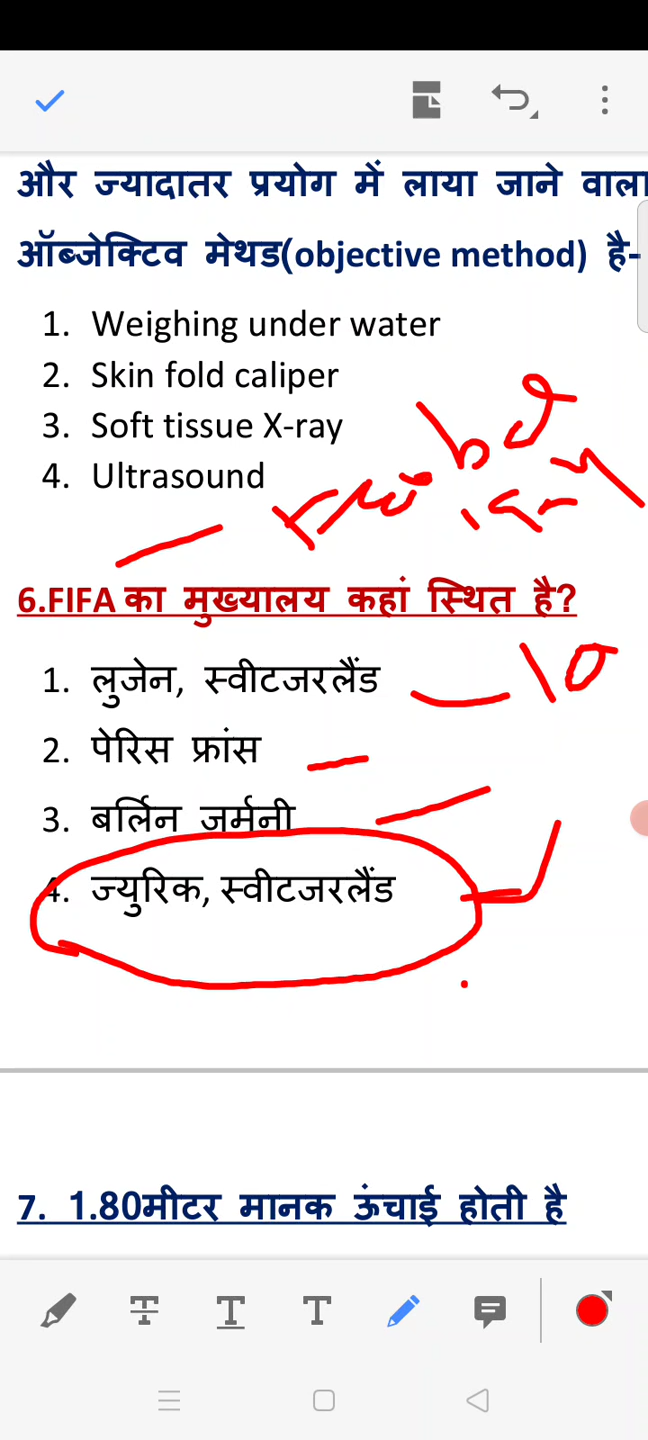 और ज्यादातर प्रयोग में लाया जाने वाला
ऑब्जेक्टिव मेथड(objective method) है-
1. Weighing under water
2. Skin fold caliper
3. Soft tissue X-ray
4. Ultrasound
6.FIFA का मुख्यालय कहां स्थित है?
1. लुजेन, स्वीटजरलैंड
2. पेरिस फ्रांस
3. बर्लिन जर्मनी
4. ज्युरिक, स्वीटजरलैंड
7. 1.80मीटर मानक ऊंचाई होती है